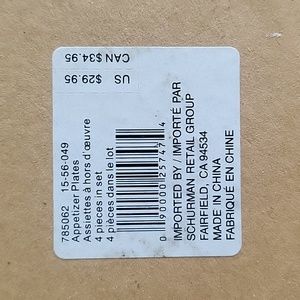 785062 15-56-049
Appetizer Plates
Assiettes à hors d'œuvre
4 pieces in set
4 pièces dans le lot
0 90000 25747 4
IMPORTED BY / IMPORTÉ PAR
SCHURMAN RETAIL GROUP
FAIRFIELD, CA 94534
MADE IN CHINA
FABRIQUÉ EN CHINE
US $29.95
CAN $34.95